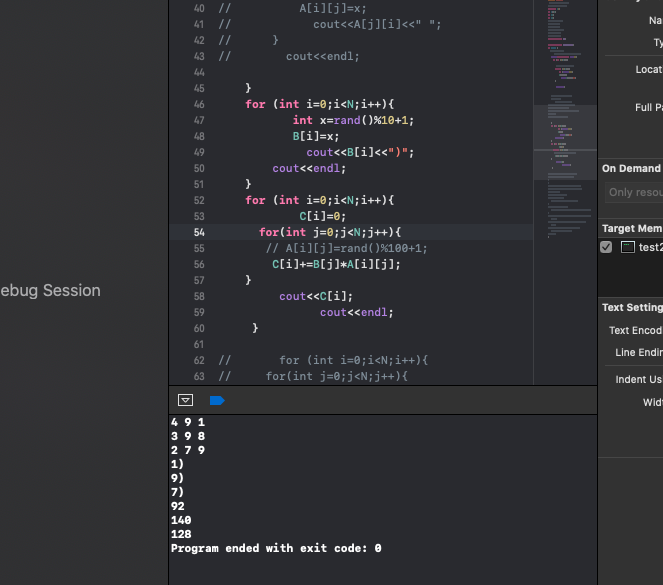 40 //          A[i][j]=x;
41 //            cout<<A[j][i]<<" ";
42 //      }
43 //        cout<<endl;
44
45    }
46    for (int i=0;i<N;i++){
47           int x=rand()%10+1;
48           B[i]=x;
49             cout<<B[i]<<")";
50        cout<<endl;
51    }
52    for (int i=0;i<N;i++){
53            C[i]=0;
54      for(int j=0;j<N;j++){
55       // A[i][j]=rand()%100+1;
56        C[i]+=B[j]*A[i][j];
57    }
58         cout<<C[i];
59               cout<<endl;
60     }
61
62 //       for (int i=0;i<N;i++){
63 //     for(int j=0;j<N;j++){
ebug Session
4 9 1
3 9 8
2 7 9
1)
9)
7)
92
140
128
Program ended with exit code: 0
Na
Ty
Locat
Full Pa
On Demand
Only resou
Target Mem
test2
Text Setting
Text Encod
Line Endin
Indent Us
Widt